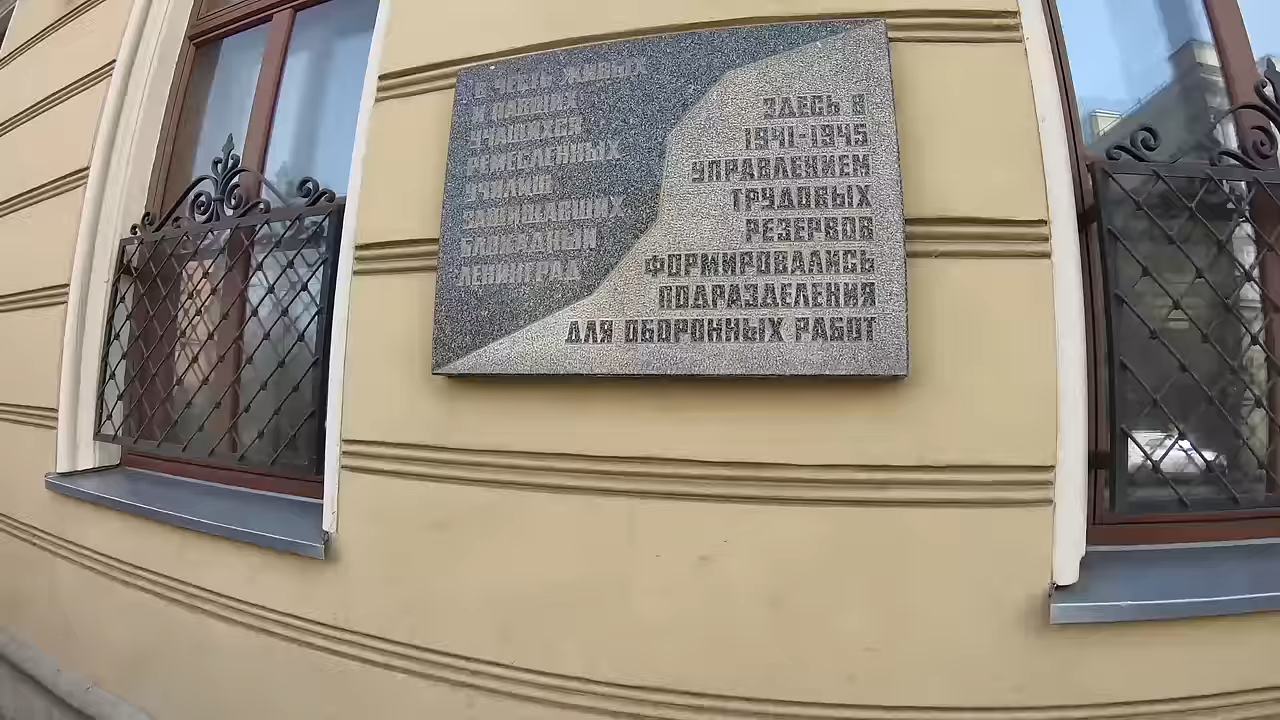 В ЧЕСТЬ ЖИВЫХ
И ПАВШИХ
УЧАЩИХСЯ
РЕМЕСЛЕННЫХ
УЧИЛИЩ
ЗАЩИЩАВШИХ
БЛОКАДНЫЙ
ЛЕНИНГРАД
ЗДЕСЬ В
1941-1945
УПРАВЛЕНИЕМ
ТРУДОВЫХ
РЕЗЕРВОВ
ФОРМИРОВАЛИСЬ
ПОДРАЗДЕЛЕНИЯ
ДЛЯ ОБОРОННЫХ РАБОТ